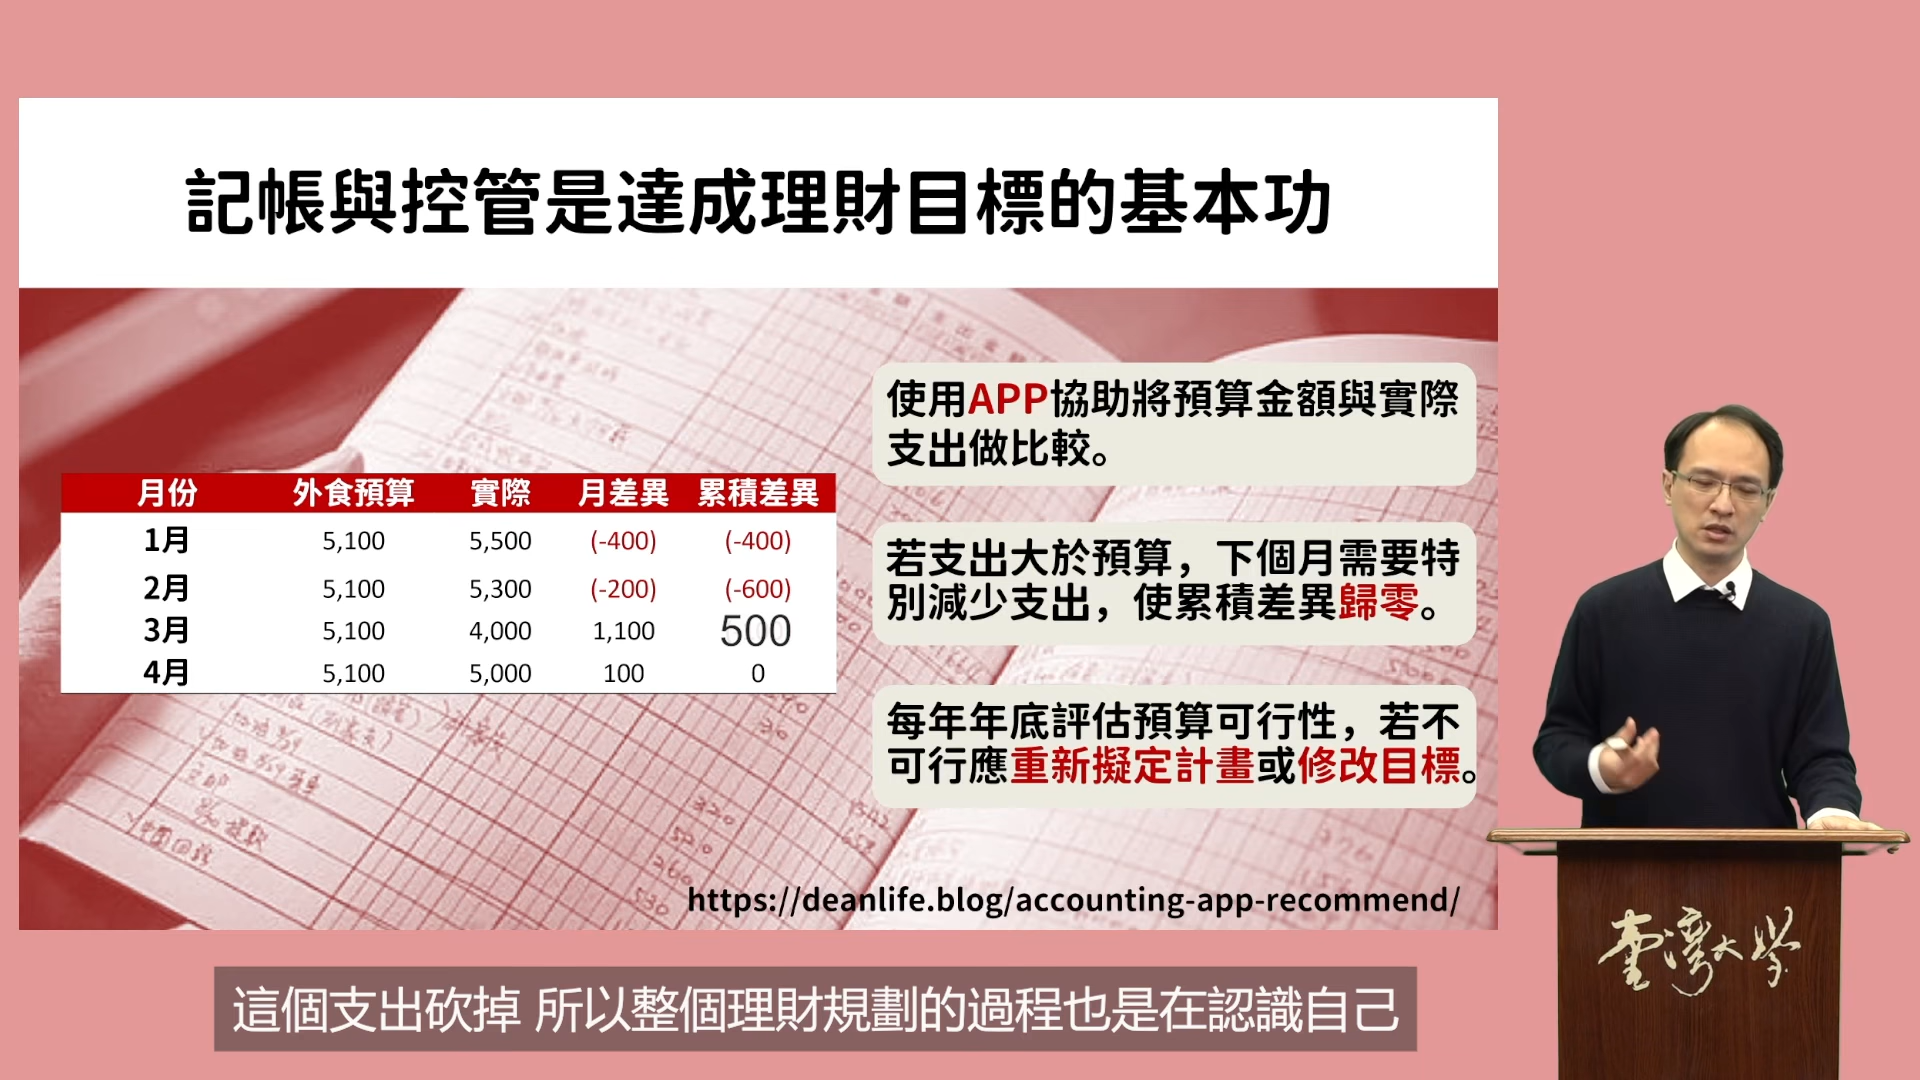 記帳與控管是達成理財目標的基本功
月份 外食預算 實際 月差異 累積差異
1月 5,100 5,500 (-400) (-400)
2月 5,100 5,300 (-200) (-600)
3月 5,100 4,000 1,100 500
4月 5,100 5,000 100 0
使用APP協助將預算金額與實際
支出做比較。
若支出大於預算，下個月需要特
別減少支出，使累積差異歸零。
每年年底評估預算可行性，若不
可行應重新擬定計畫或修改目標。
https://deanlife.blog/accounting-app-recommend/
臺灣大學
這個支出砍掉 所以整個理財規劃的過程也是在認識自己